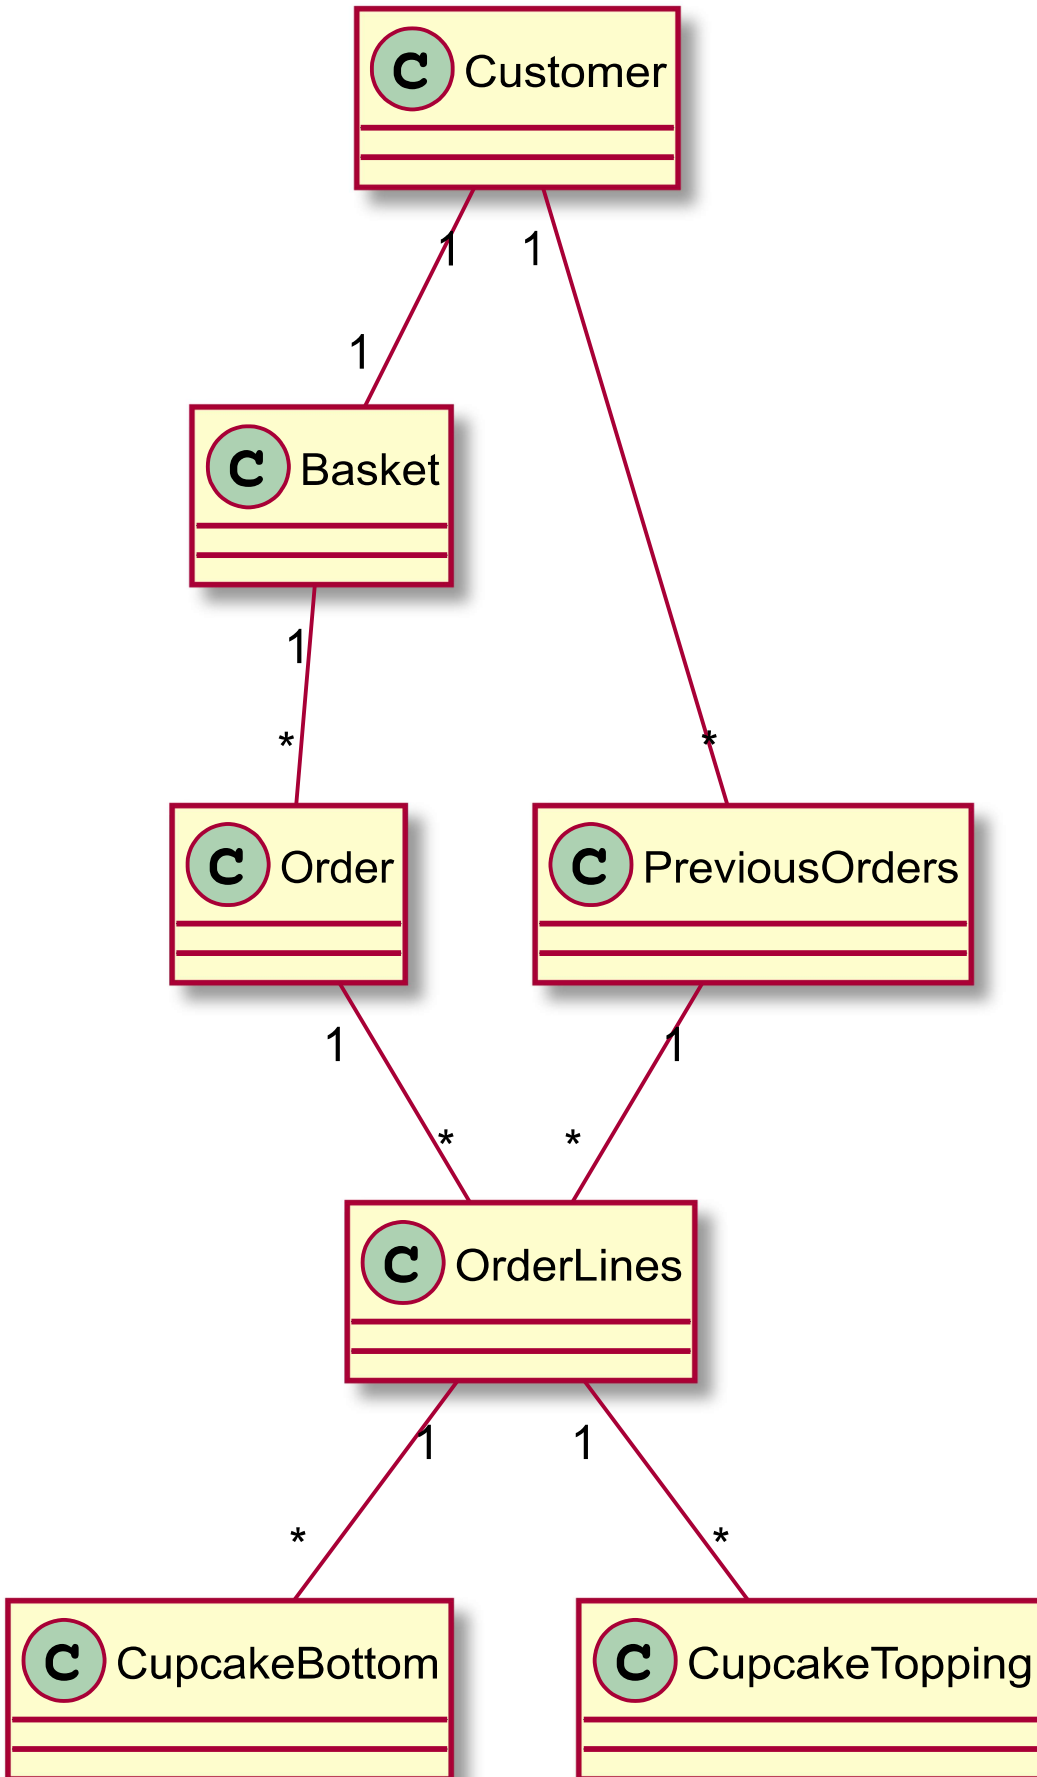 C Customer
1 1
1
C Basket
1
* *
C Order C PreviousOrders
1 1
* *
C OrderLines
1 1
* *
C CupcakeBottom C CupcakeTopping